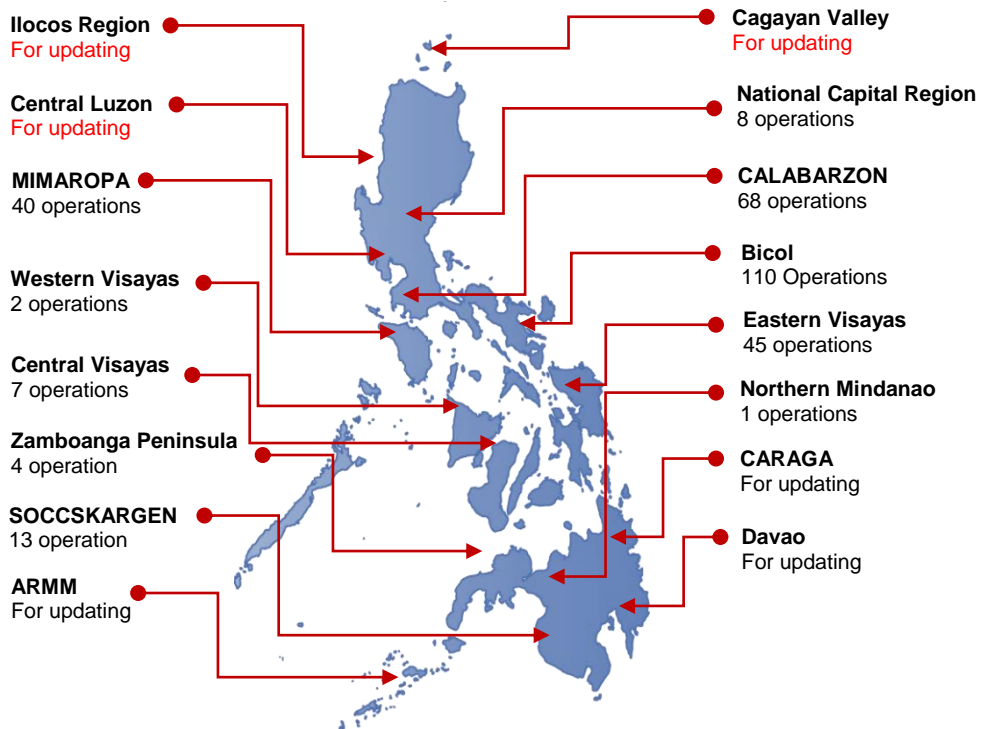 Ilocos Region
For updating
Central Luzon
For updating
MIMAROPA
40 operations
Western Visayas
2 operations
Central Visayas
7 operations
Zamboanga Peninsula
4 operation
SOCCSKARGEN
13 operation
ARMM
For updating
Cagayan Valley
For updating
National Capital Region
8 operations
CALABARZON
68 operations
Bicol
110 Operations
Eastern Visayas
45 operations
Northern Mindanao
1 operations
CARAGA
For updating
Davao
For updating